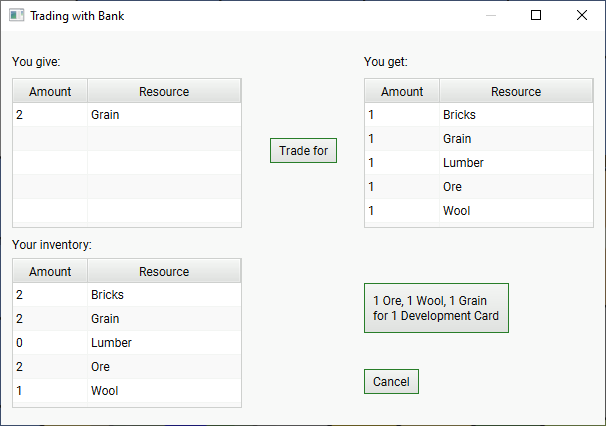 Trading with Bank
You give:
Amount Resource
2 Grain
Trade for
You get:
Amount Resource
1 Bricks
1 Grain
1 Lumber
1 Ore
1 Wool
Your inventory:
Amount Resource
2 Bricks
2 Grain
0 Lumber
2 Ore
1 Wool
1 Ore, 1 Wool, 1 Grain
for 1 Development Card
Cancel